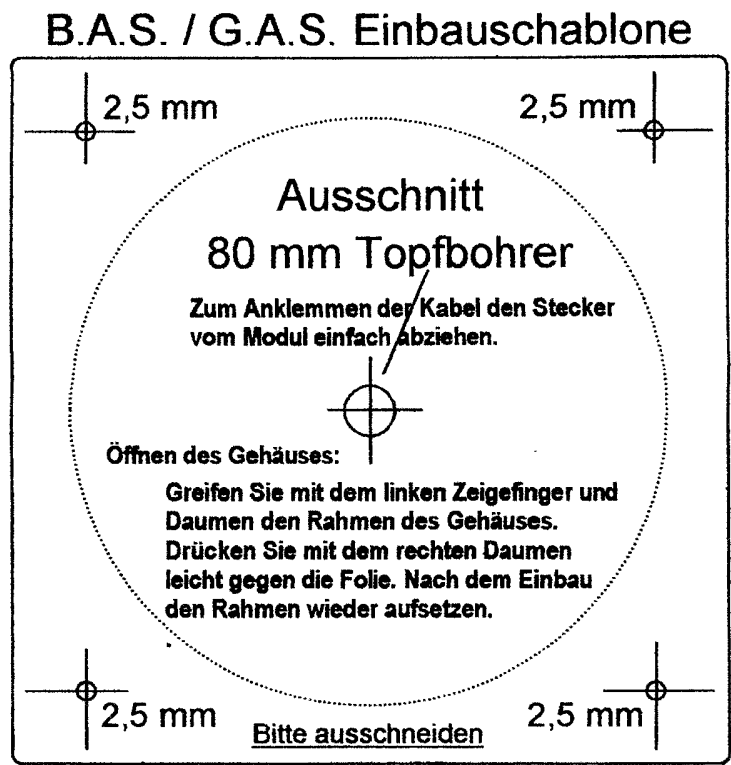 B.A.S. / G.A.S. Einbauschablone
2,5 mm
2,5 mm
Ausschnitt
80 mm Topfbohrer
Zum Anklemmen der Kabel den Stecker
vom Modul einfach abziehen.
Öffnen des Gehäuses:
Greifen Sie mit dem linken Zeigefinger und
Daumen den Rahmen des Gehäuses.
Drücken Sie mit dem rechten Daumen
leicht gegen die Folie. Nach dem Einbau
den Rahmen wieder aufsetzen.
2,5 mm
2,5 mm
Bitte ausschneiden